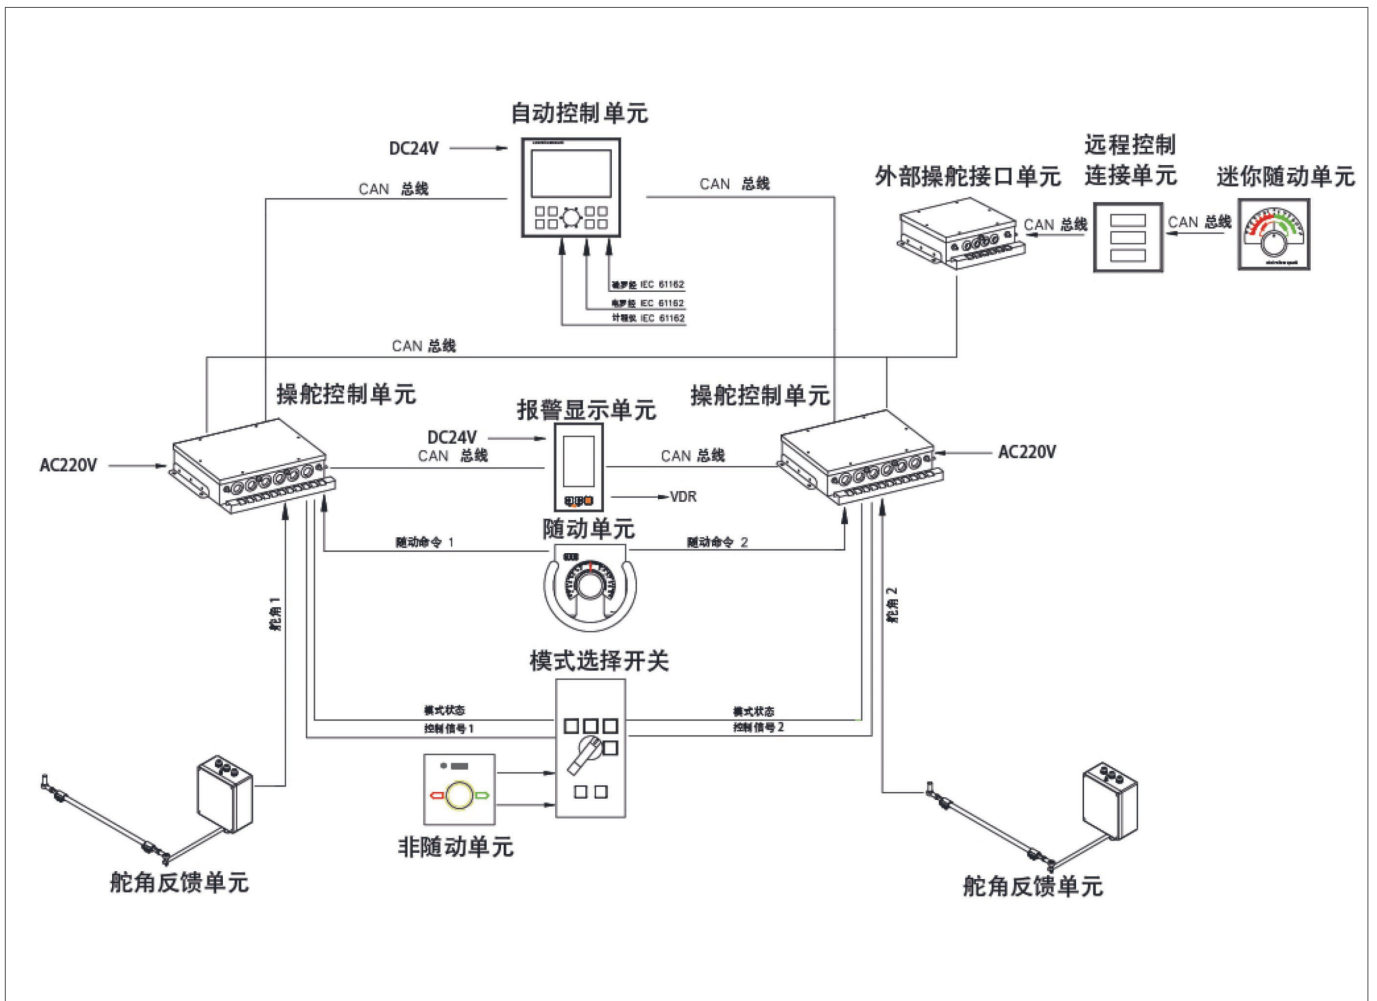 自动控制单元
DC24V
CAN 总线
CAN 总线
远程控制
连接单元
外部操舵接口单元
迷你随动单元
CAN 总线
CAN 总线
磁罗经 IEC 61162
电罗经 IEC 61162
计程仪 IEC 61162
CAN 总线
操舵控制单元
操舵控制单元
报警显示单元
DC24V
AC220V
CAN 总线
CAN 总线
AC220V
VDR
随动单元
随动命令 1
随动命令 2
舵角 1
舵角 2
模式选择开关
模式状态
控制信号 1
模式状态
控制信号 2
非随动单元
舵角反馈单元
舵角反馈单元